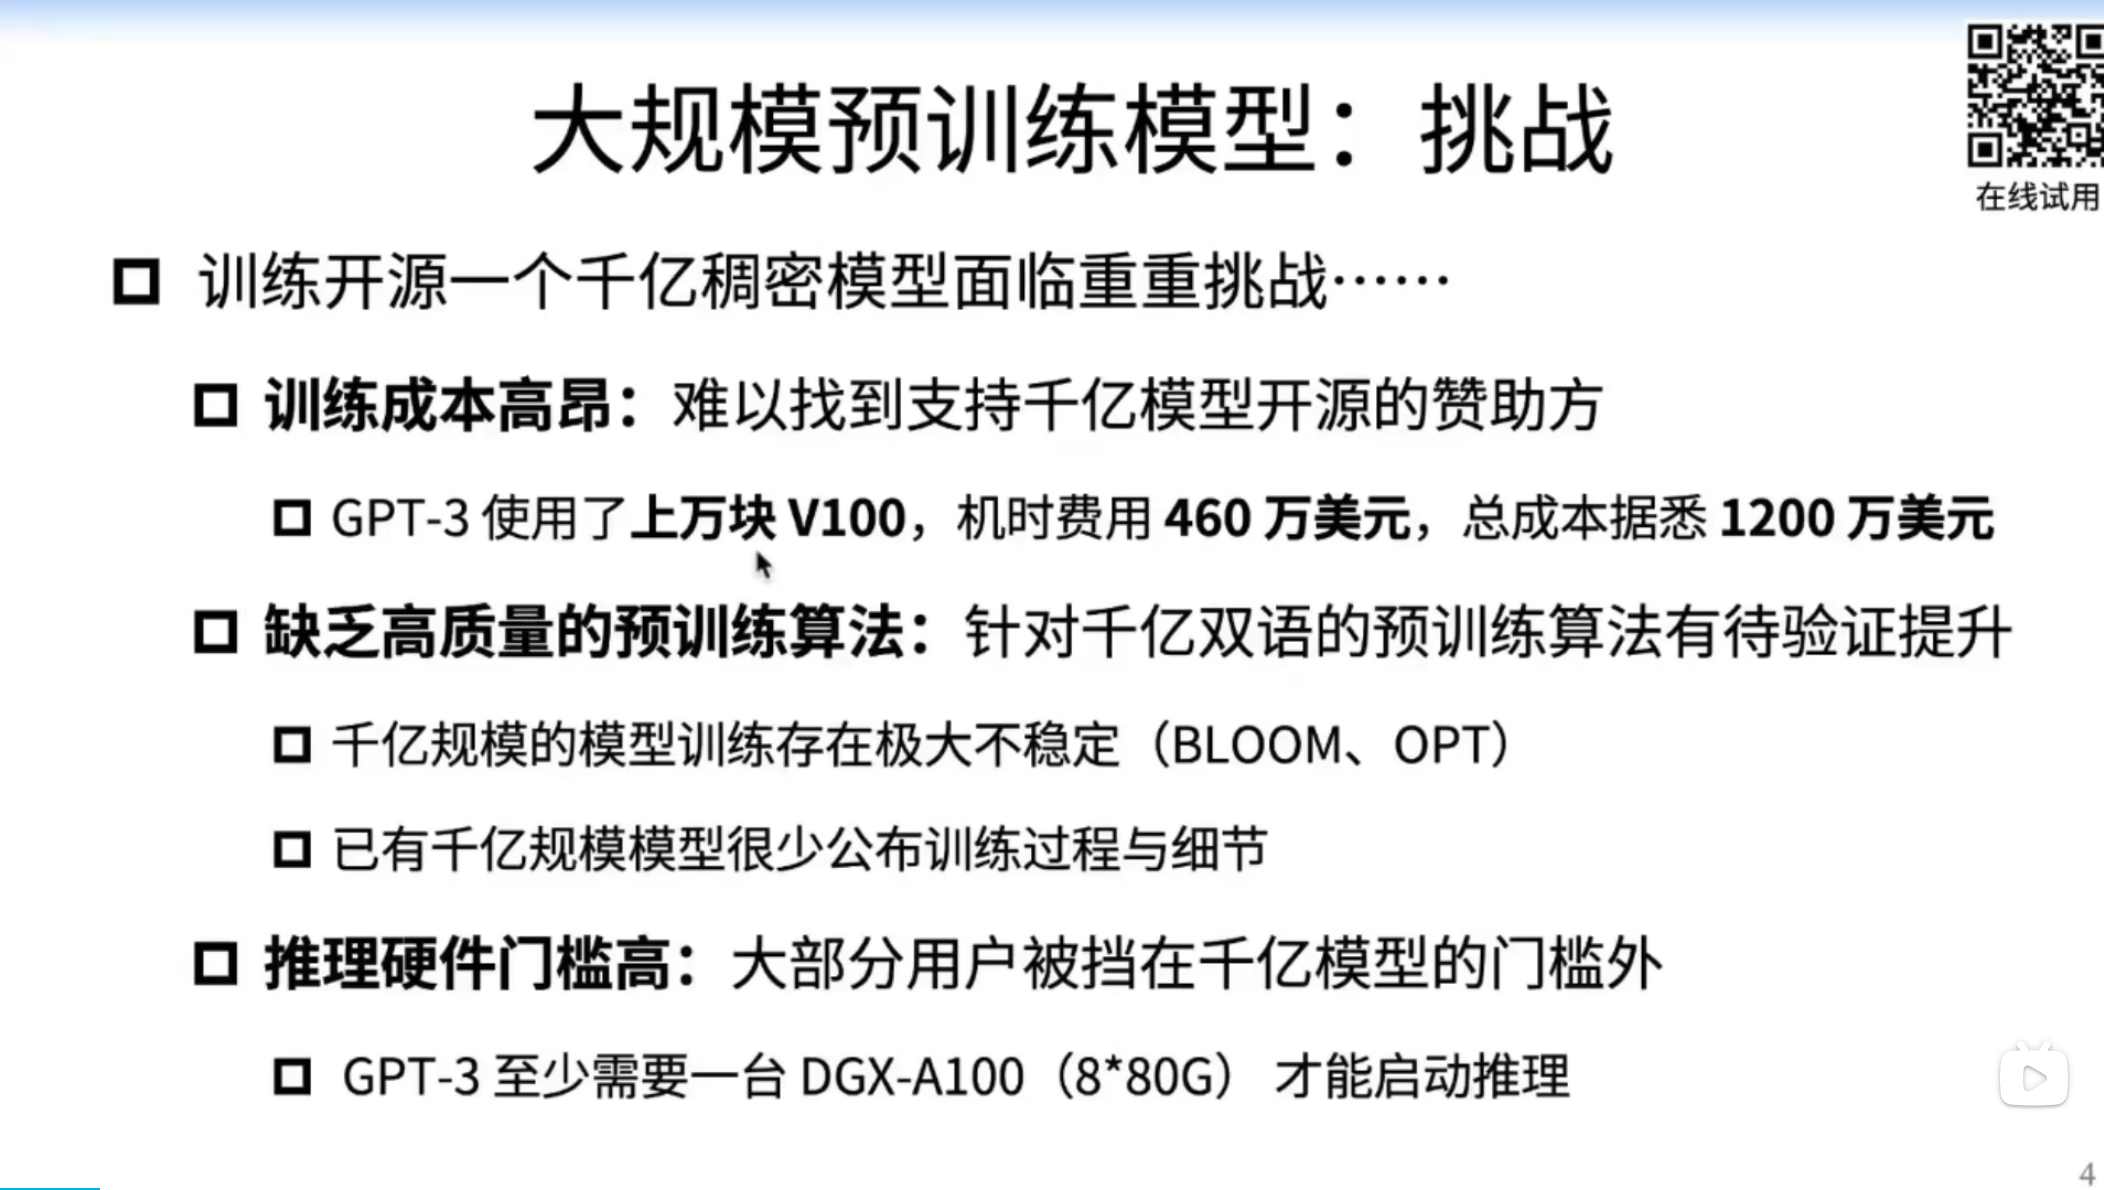 大规模预训练模型：挑战
在线试用
训练开源一个千亿稠密模型面临重重挑战……
训练成本高昂：难以找到支持千亿模型开源的赞助方
GPT-3 使用了上万块 V100，机时费用 460 万美元，总成本据悉 1200 万美元
缺乏高质量的预训练算法：针对千亿双语的预训练算法有待验证提升
千亿规模的模型训练存在极大不稳定（BLOOM、OPT）
已有千亿规模模型很少公布训练过程与细节
推理硬件门槛高：大部分用户被挡在千亿模型的门槛外
GPT-3 至少需要一台 DGX-A100（8*80G） 才能启动推理
4